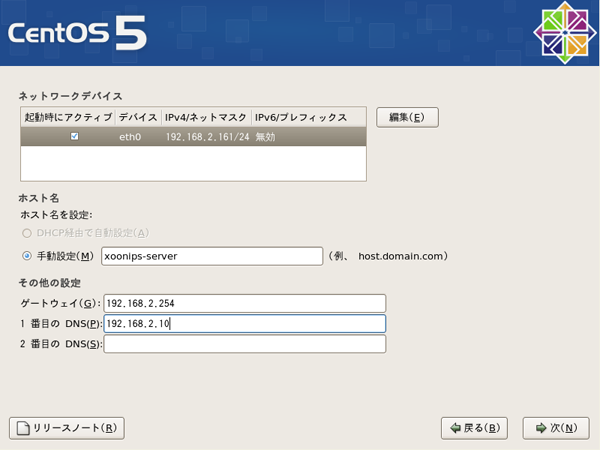 CentOS 5
ネットワークデバイス
起動時にアクティブ デバイス IPv4/ネットマスク IPv6/プレフィックス
編集(E)
eth0 192.168.2.161/24 無効
ホスト名
ホスト名を設定:
DHCP経由で自動設定(A)
手動設定(M) xoonips-server (例、 host.domain.com)
その他の設定
ゲートウェイ(G): 192.168.2.254
1 番目の DNS(P): 192.168.2.10
2 番目の DNS(S):
リリースノート(R) 戻る(B) 次(N)